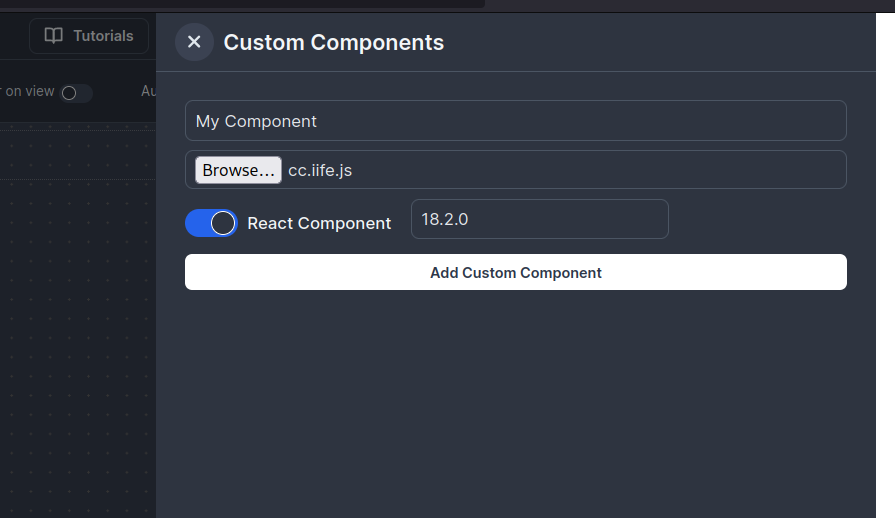 Tutorials
Custom Components
on view
Au
My Component
Browse... cc.iife.js
React Component 18.2.0
Add Custom Component